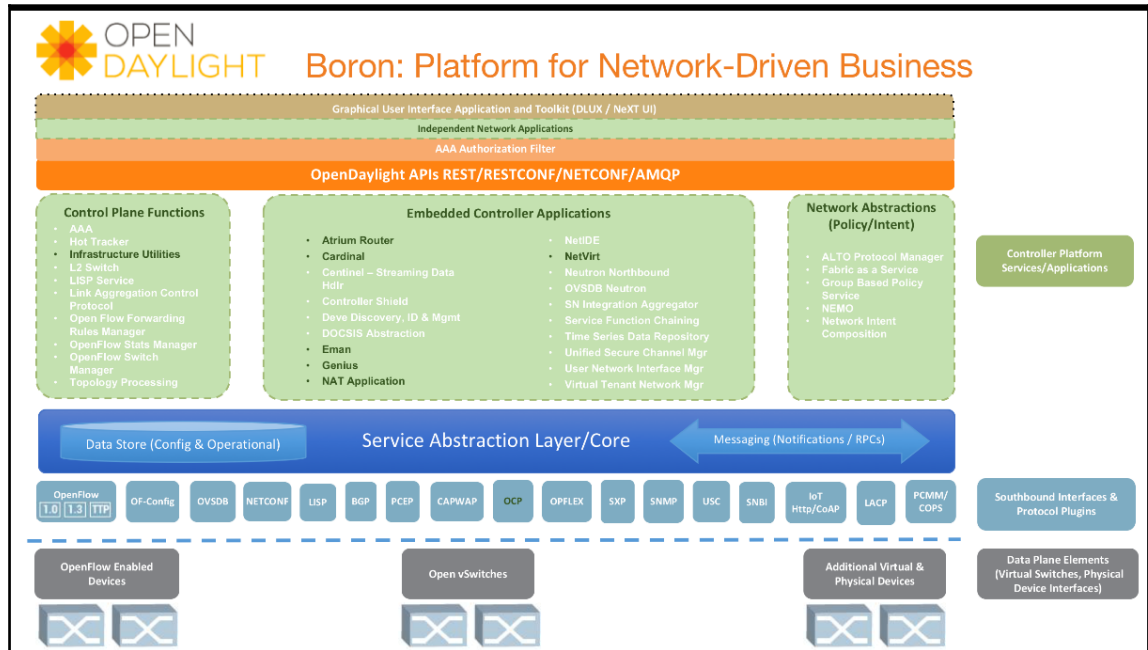 OPEN
DAYLIGHT
Boron: Platform for Network-Driven Business
Graphical User Interface Application and Toolkit (DLUX / NeXT UI)
Independent Network Applications
AAA Authorization Filter
OpenDaylight APIs REST/RESTCONF/NETCONF/AMQP
Control Plane Functions
• AAA
• Hot Tracker
• Infrastructure Utilities
• L2 Switch
• LISP Service
• Link Aggregation Control
Protocol
• Open Flow Forwarding
Rules Manager
• OpenFlow Stats Manager
• OpenFlow Switch
Manager
• Topology Processing
Embedded Controller Applications
• Atrium Router
• Cardinal
• Centinel – Streaming Data
Hdlr
• Controller Shield
• Deve Discovery, ID & Mgmt
• DOCSIS Abstraction
• Eman
• Genius
• NAT Application
• NetIDE
• NetVirt
• Neutron Northbound
• OVSDB Neutron
• SN Integration Aggregator
• Service Function Chaining
• Time Series Data Repository
• Unified Secure Channel Mgr
• User Network Interface Mgr
• Virtual Tenant Network Mgr
Network Abstractions
(Policy/Intent)
• ALTO Protocol Manager
• Fabric as a Service
• Group Based Policy
Service
• NEMO
• Network Intent
Composition
Controller Platform
Services/Applications
Data Store (Config & Operational)
Service Abstraction Layer/Core
Messaging (Notifications / RPCs)
OpenFlow
1.0 1.3 TTP
OF-Config
OVSDB
NETCONF
LISP
BGP
PCEP
CAPWAP
OCP
OPFLEX
SXP
SNMP
USC
SNBI
IoT
Http/CoAP
LACP
PCMM/
COPS
Southbound Interfaces &
Protocol Plugins
OpenFlow Enabled
Devices
Open vSwitches
Additional Virtual &
Physical Devices
Data Plane Elements
(Virtual Switches, Physical
Device Interfaces)